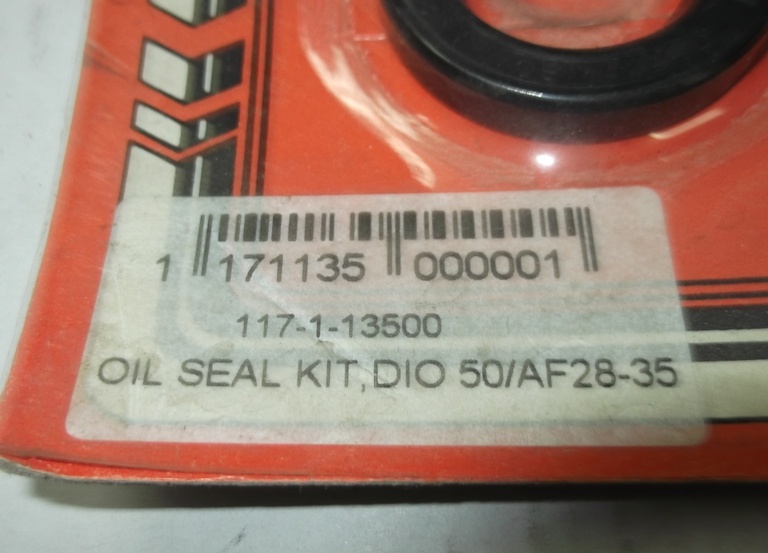 1 171135 000001
117-1-13500
OIL SEAL KIT,DIO 50/AF28-35